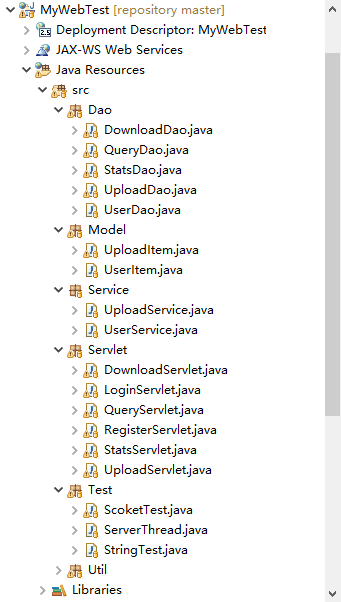 MyWebTest [repository master]
Deployment Descriptor: MyWebTest
JAX-WS Web Services
Java Resources
src
Dao
DownloadDao.java
QueryDao.java
StatsDao.java
UploadDao.java
UserDao.java
Model
UploadItem.java
UserItem.java
Service
UploadService.java
UserService.java
Servlet
DownloadServlet.java
LoginServlet.java
QueryServlet.java
RegisterServlet.java
StatsServlet.java
UploadServlet.java
Test
ScoketTest.java
ServerThread.java
StringTest.java
Util
Libraries